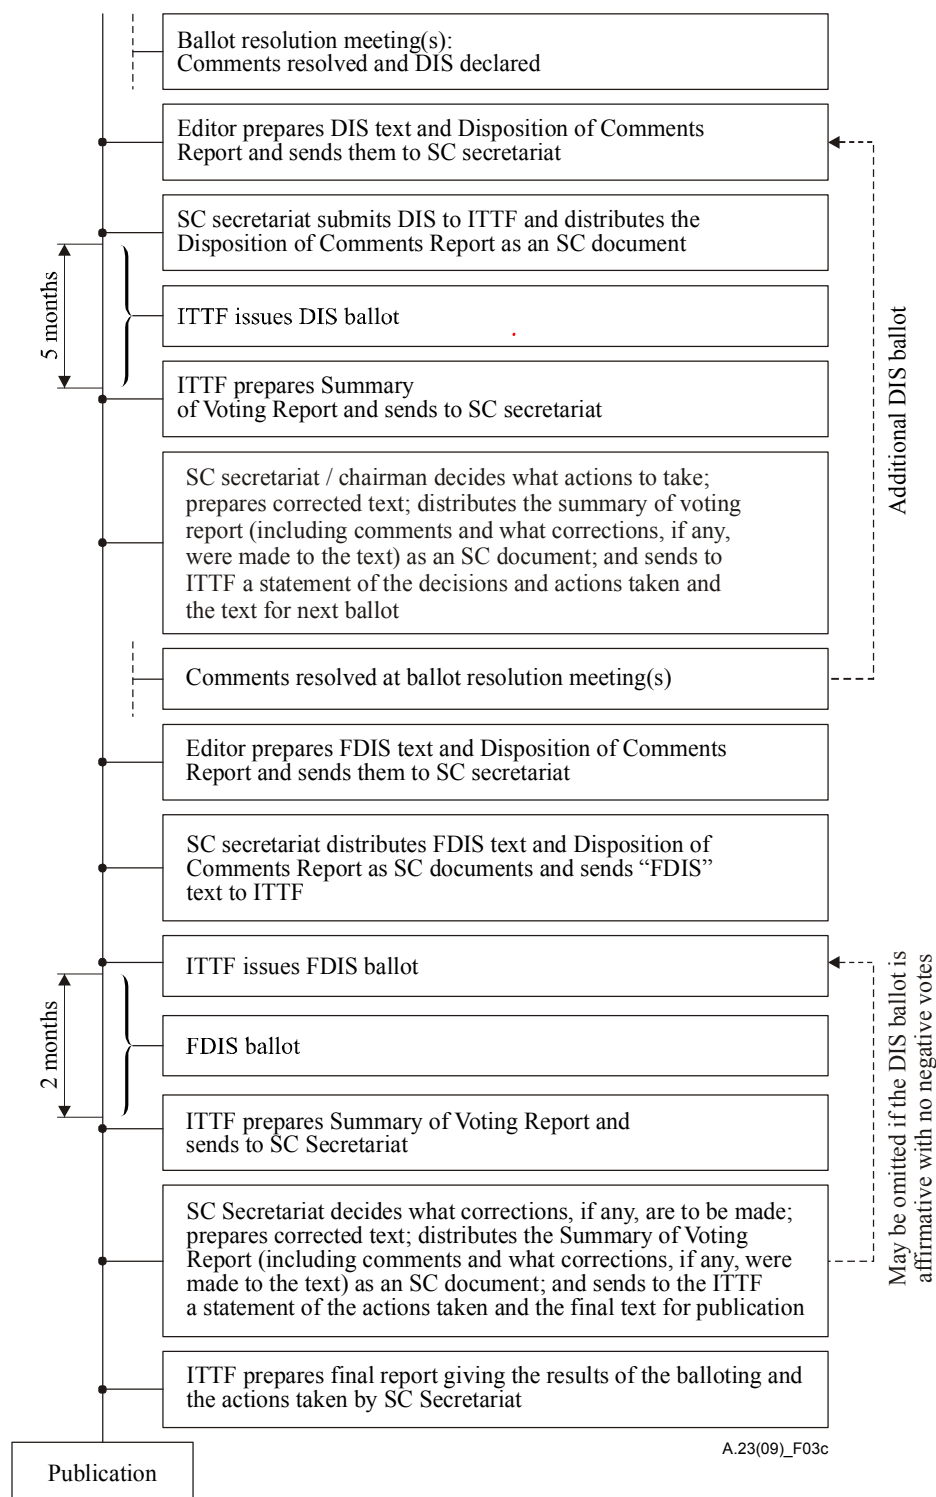 Ballot resolution meeting(s):
Comments resolved and DIS declared
Editor prepares DIS text and Disposition of Comments
Report and sends them to SC secretariat
SC secretariat submits DIS to ITTF and distributes the
Disposition of Comments Report as an SC document
5 months
ITTF issues DIS ballot
ITTF prepares Summary
of Voting Report and sends to SC secretariat
Additional DIS ballot
SC secretariat / chairman decides what actions to take;
prepares corrected text; distributes the summary of voting
report (including comments and what corrections, if any,
were made to the text) as an SC document; and sends to
ITTF a statement of the decisions and actions taken and
the text for next ballot
Comments resolved at ballot resolution meeting(s)
Editor prepares FDIS text and Disposition of Comments
Report and sends them to SC secretariat
SC secretariat distributes FDIS text and Disposition of
Comments Report as SC documents and sends “FDIS”
text to ITTF
ITTF issues FDIS ballot
2 months
FDIS ballot
ITTF prepares Summary of Voting Report and
sends to SC Secretariat
May be omitted if the DIS ballot is
affirmative with no negative votes
SC Secretariat decides what corrections, if any, are to be made;
prepares corrected text; distributes the Summary of Voting
Report (including comments and what corrections, if any, were
made to the text) as an SC document; and sends to the ITTF
a statement of the actions taken and the final text for publication
ITTF prepares final report giving the results of the balloting and
the actions taken by SC Secretariat
A.23(09)_F03c
Publication